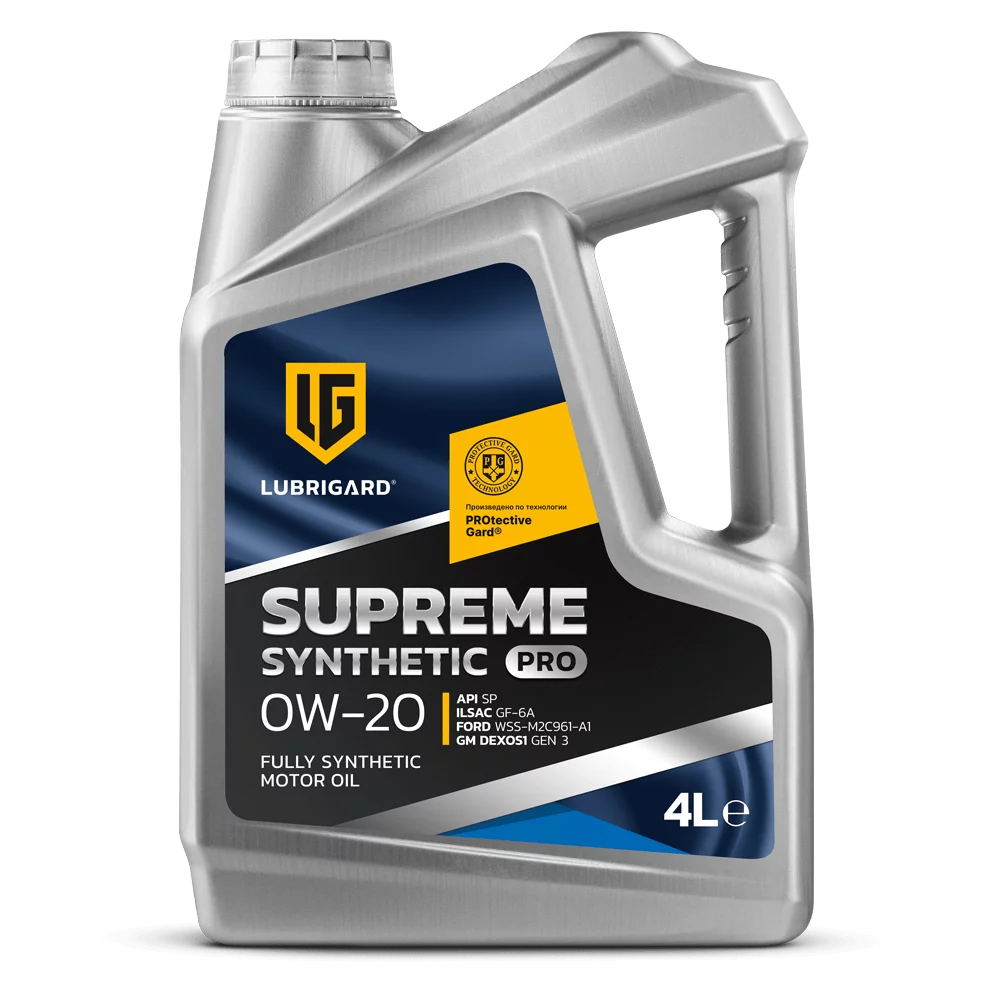 LG
LUBRIGARD®
PROTECTIVE GARD
P G
TECHNOLOGY
Произведено по технологии
PROtective
Gard®
SUPREME
SYNTHETIC PRO
0W–20
API SP
ILSAC GF-6A
FORD WSS-M2C961-A1
GM DEXOS1 GEN 3
FULLY SYNTHETIC
MOTOR OIL
4L e